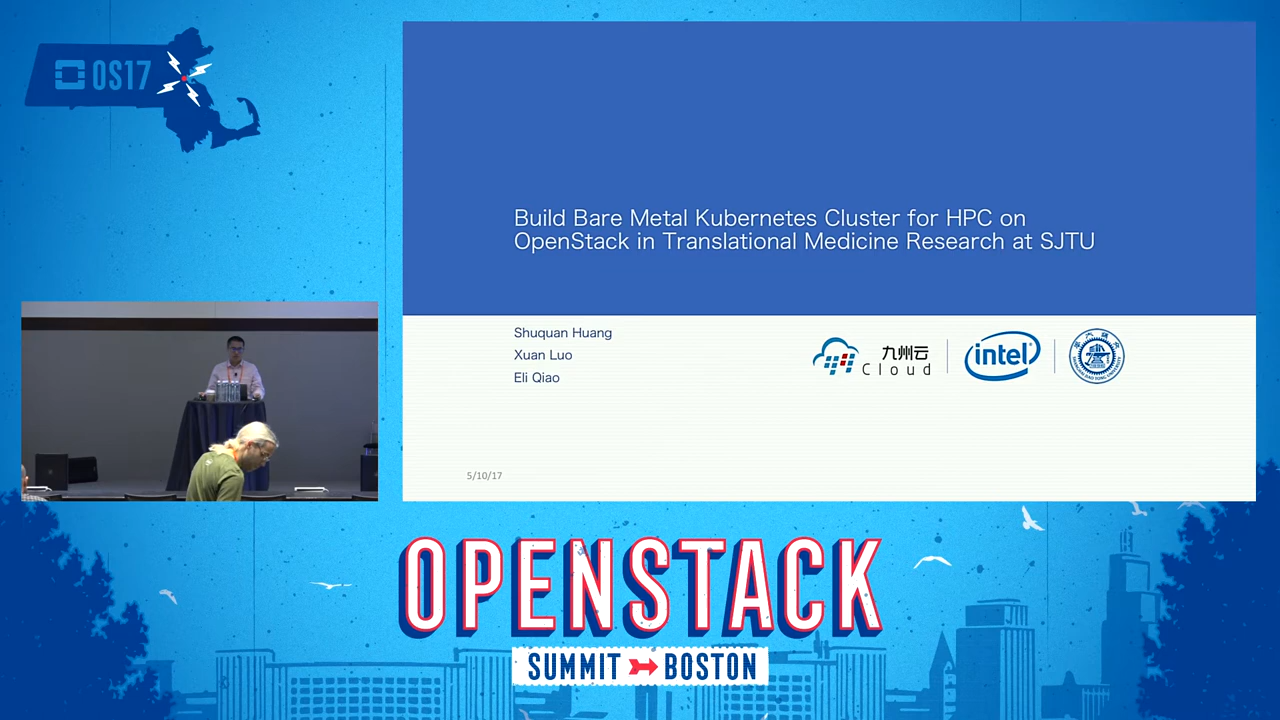 OS17
Build Bare Metal Kubernetes Cluster for HPC on
OpenStack in Translational Medicine Research at SJTU
Shuquan Huang
Xuan Luo
Eli Qiao
九州云
Cloud
intel
5/10/17
OPENSTACK
SUMMIT BOSTON